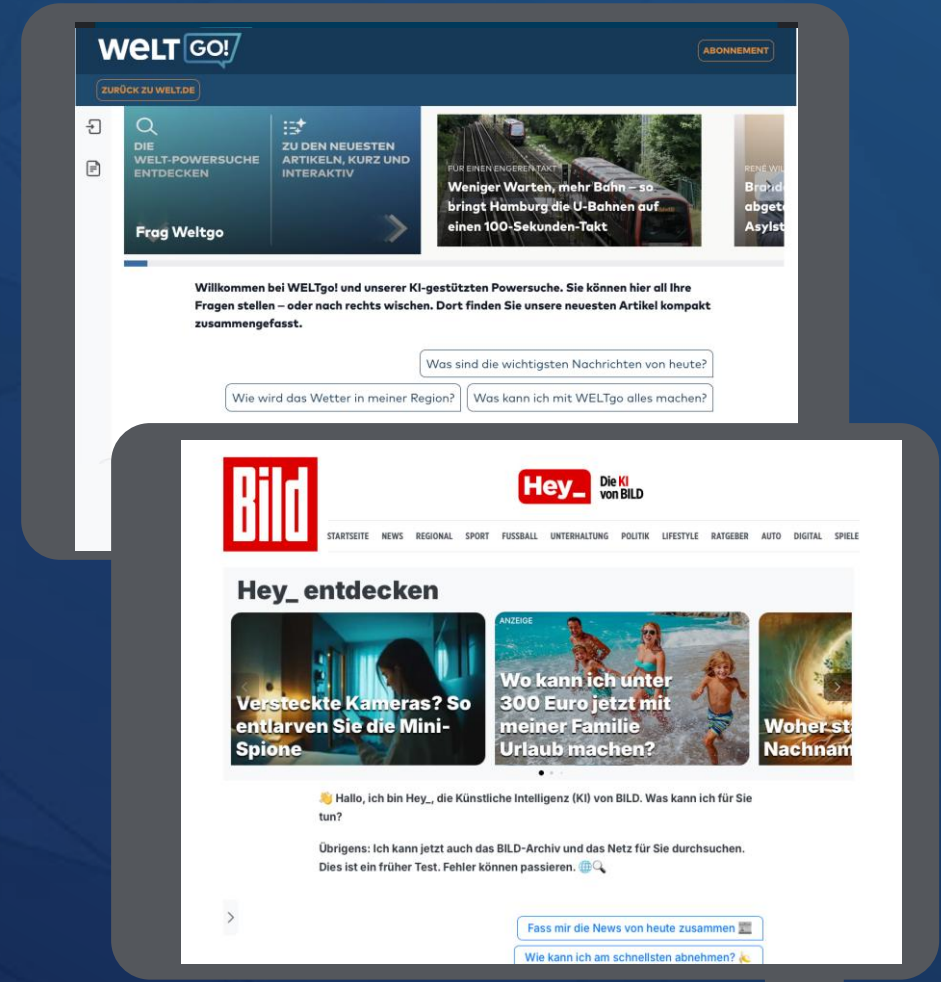 WELT GO!
ABONNEMENT
ZURÜCK ZU WELT.DE
DIE
WELT-POWERSUCHE
ENTDECKEN
Frag Weltgo
ZU DEN NEUESTEN
ARTIKELN, KURZ UND
INTERAKTIV
FÜR EINEN ENGEREN TAKT
Weniger Warten, mehr Bahn – so
bringt Hamburg die U-Bahnen auf
einen 100-Sekunden-Takt
RENÉ WIL
Brand
abget
Asylst
Willkommen bei WELTgo! und unserer KI-gestützten Powersuche. Sie können hier all Ihre
Fragen stellen – oder nach rechts wischen. Dort finden Sie unsere neuesten Artikel kompakt
zusammengefasst.
Was sind die wichtigsten Nachrichten von heute?
Wie wird das Wetter in meiner Region?
Was kann ich mit WELTgo alles machen?
Bild
Hey_
Die KI
von BILD
STARTSEITE NEWS REGIONAL SPORT FUSSBALL UNTERHALTUNG POLITIK LIFESTYLE RATGEBER AUTO DIGITAL SPIELE
Hey_ entdecken
Versteckte Kameras? So
entlarven Sie die Mini-
Spione
ANZEIGE
Wo kann ich unter
300 Euro jetzt mit
meiner Familie
Urlaub machen?
Woher st
Nachnam
👋 Hallo, ich bin Hey_, die Künstliche Intelligenz (KI) von BILD. Was kann ich für Sie
tun?
Übrigens: Ich kann jetzt auch das BILD-Archiv und das Netz für Sie durchsuchen.
Dies ist ein früher Test. Fehler können passieren. 🌐🔍
Fass mir die News von heute zusammen 📰
Wie kann ich am schnellsten abnehmen? 💫